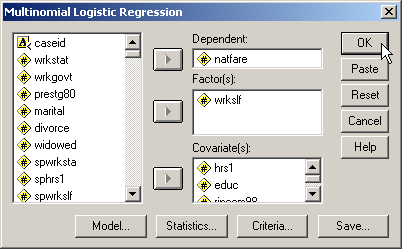 Multinomial Logistic Regression
caseid
wrkstat
wrkgovt
prestg80
marital
divorce
widowed
spwrksta
sphrs1
spwrkslf
Dependent:
natfare
Factor(s):
wrkslf
Covariate(s):
hrs1
educ
rincom98
OK
Paste
Reset
Cancel
Help
Model...
Statistics...
Criteria...
Save...